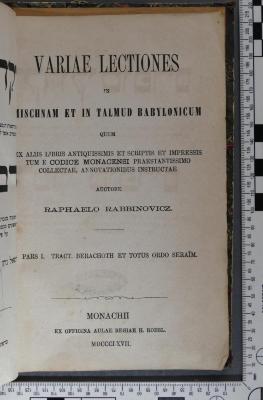 VARIAE LECTIONES
IN
MISCHNAM ET IN TALMUD BABYLONICUM
QUUM
EX ALIIS LIBRIS ANTIQUISSIMIS ET SCRIPTIS ET IMPRESSIS
TUM E CODICE MONACENSI PRAESTANTISSIMO
COLLECTAE, ANNOTATIONIBUS INSTRUCTAE
AUCTORE
RAPHAELO RABBINOVICZ.
PARS I. TRACT. BERACHOTH ET TOTUS ORDO SERAÏM.
MONACHII
EX OFFICINA AULAE REGIAE H. ROESL.
MDCCCLXVII.